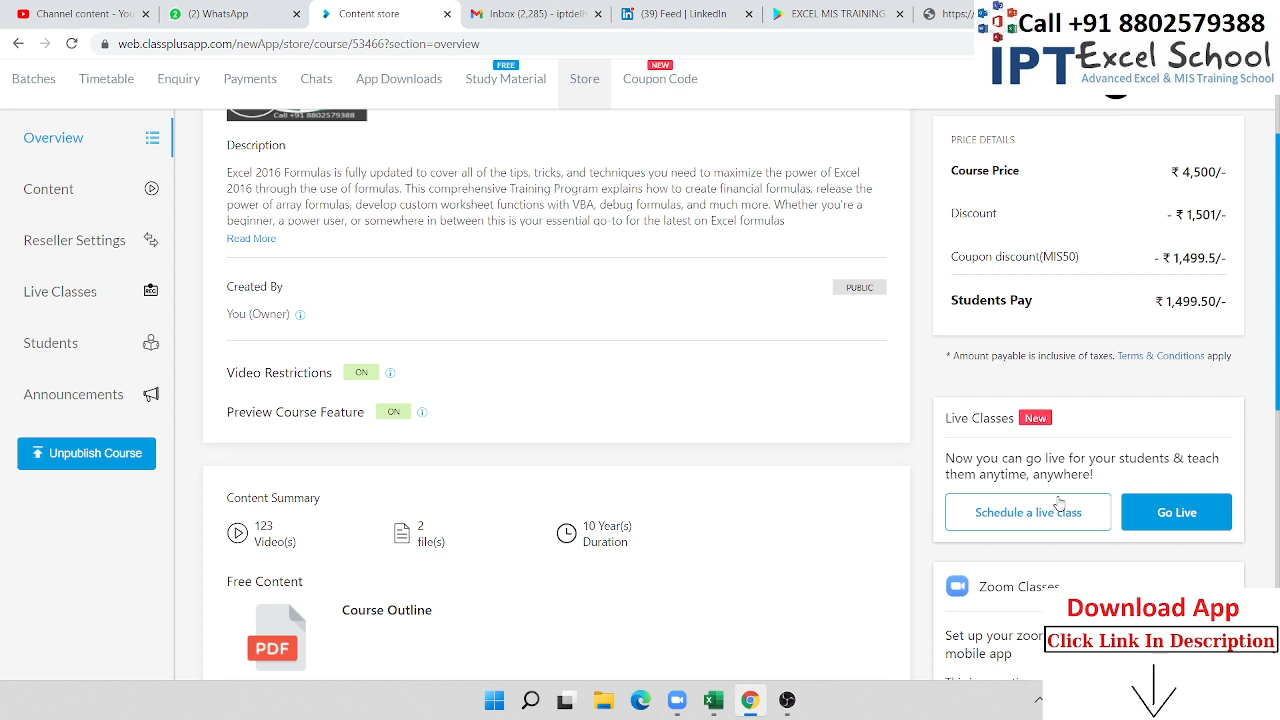 Channel content - You
(2) WhatsApp
Content store
Inbox (2,285) - iptdelh
(39) Feed | LinkedIn
EXCEL MIS TRAINING
https:/
Call +91 8802579388
IPT Excel School
Advanced Excel & MIS Training School
web.classplusapp.com/newApp/store/course/53466?section=overview
Batches
Timetable
Enquiry
Payments
Chats
App Downloads
FREE
Study Material
Store
NEW
Coupon Code
Overview
Content
Reseller Settings
Live Classes
REC
Students
Announcements
Unpublish Course
Call +91 8802579388
Description
Excel 2016 Formulas is fully updated to cover all of the tips, tricks, and techniques you need to maximize the power of Excel
2016 through the use of formulas. This comprehensive Training Program explains how to create financial formulas, release the
power of array formulas, develop custom worksheet functions with VBA, debug formulas, and much more. Whether you're a
beginner, a power user, or somewhere in between this is your essential go-to for the latest on Excel formulas
Read More
Created By
PUBLIC
You (Owner)
Video Restrictions ON
Preview Course Feature ON
Content Summary
123
Video(s)
2
file(s)
10 Year(s)
Duration
Free Content
PDF
Course Outline
PRICE DETAILS
Course Price ₹ 4,500/-
Discount - ₹ 1,501/-
Coupon discount(MIS50) - ₹ 1,499.5/-
Students Pay ₹ 1,499.50/-
* Amount payable is inclusive of taxes. Terms & Conditions apply
Live Classes New
Now you can go live for your students & teach
them anytime, anywhere!
Schedule a live class
Go Live
Zoom Classes
Set up your zoom
mobile app
Download App
Click Link In Description